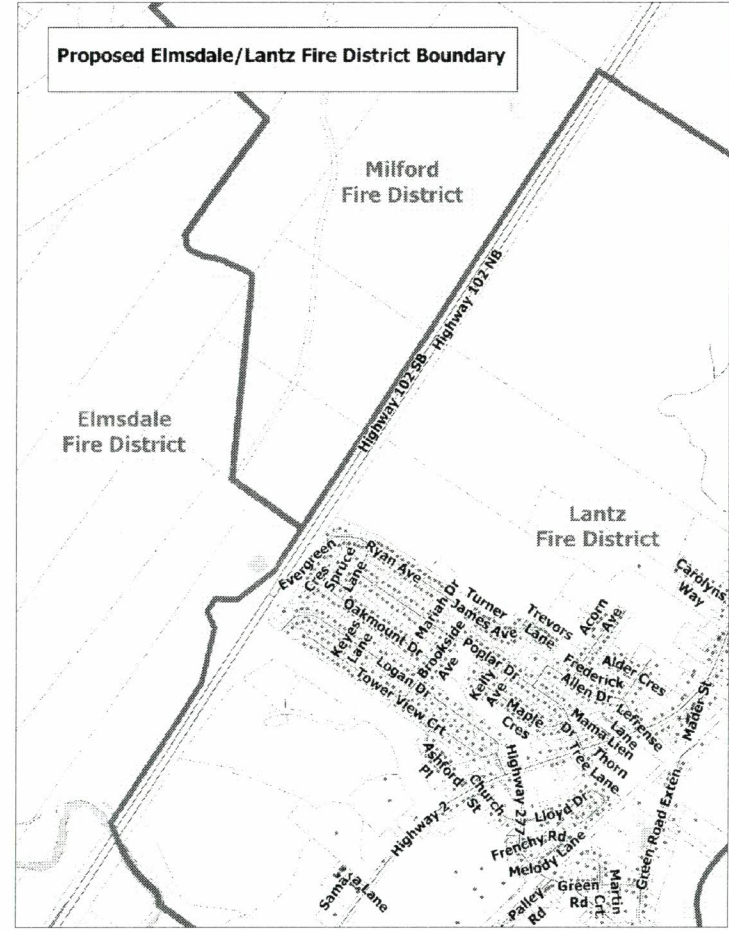 Proposed Elmsdale/Lantz Fire District Boundary
Milford
Fire District
Highway 102 NB
Highway 102 SB
Elmsdale
Fire District
Lantz
Fire District
Carolyns
Way
Evergreen
Cres
Spruce
Lane
Ryan Ave
Mariah Dr
Turner
James Ave
Trevors
Lane
Acorn
Ave
Oakmount Dr
Keyes
Lane
Brookside
Ave
Poplar Dr
Frederick
Allen Dr
Alder Cres
Logan Dr
Kelly
Ave
Maple
Cres
Tower View Crt
Mama Lien
Dr
Lane
Mader St
Thorn
Tree Lane
Ashford
Pl
Church
St
Highway 277
Highway 2
Lloyd Dr
Frenchy Rd
Melody Lane
Green Road Exten
Lane
Palley
Rd
Green
Rd
Martin
Crt